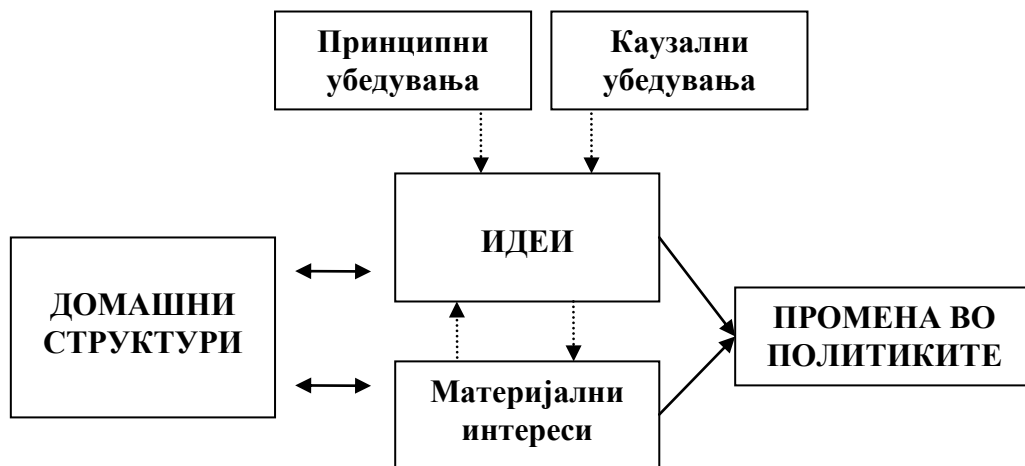 Принципни
убедувања
Каузални
убедувања
ИДЕИ
ДОМАШНИ
СТРУКТУРИ
ПРОМЕНА ВО
ПОЛИТИКИТЕ
Материјални
интереси